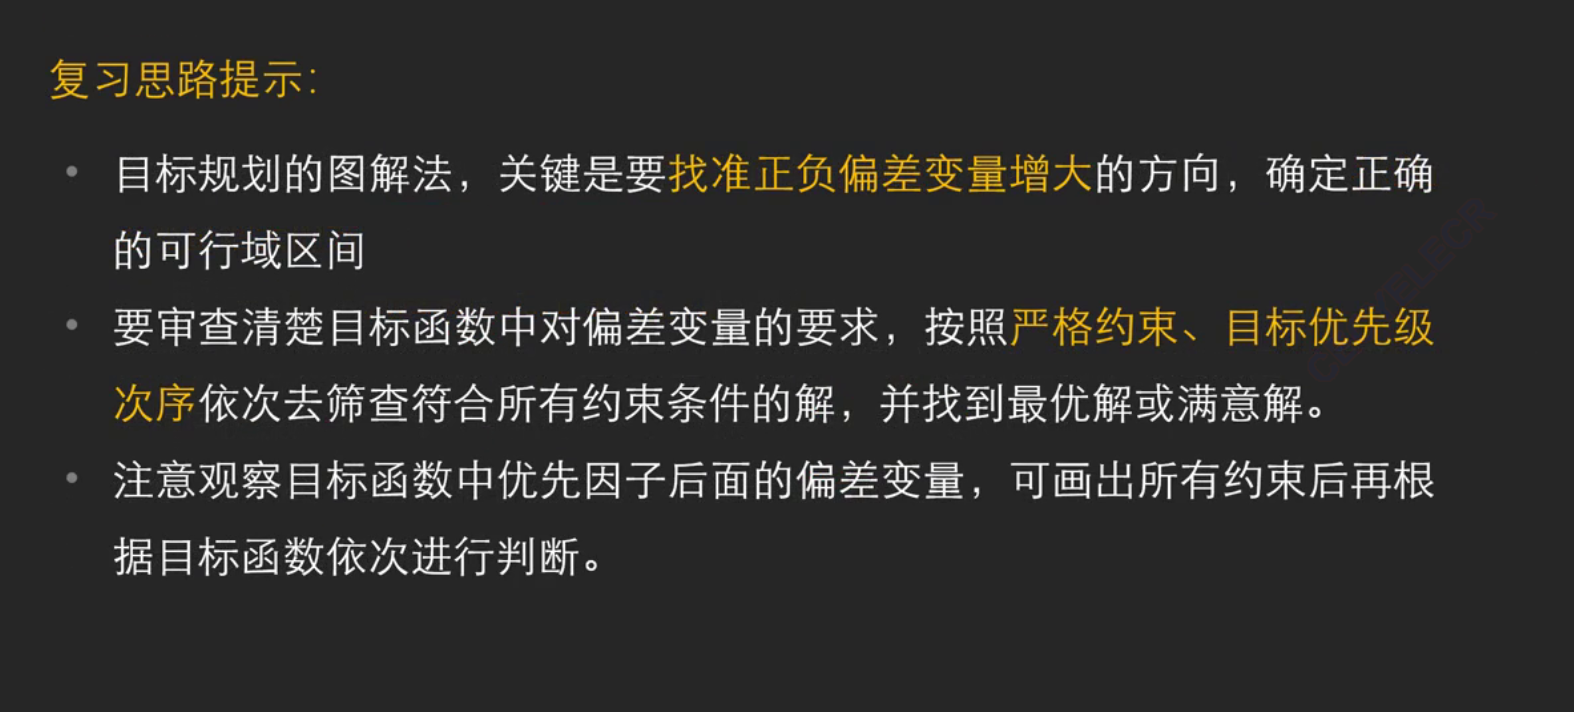 复习思路提示：
• 目标规划的图解法，关键是要找准正负偏差变量增大的方向，确定正确
的可行域区间
• 要审查清楚目标函数中对偏差变量的要求，按照严格约束、目标优先级
次序依次去筛查符合所有约束条件的解，并找到最优解或满意解。
• 注意观察目标函数中优先因子后面的偏差变量，可画出所有约束后再根
据目标函数依次进行判断。